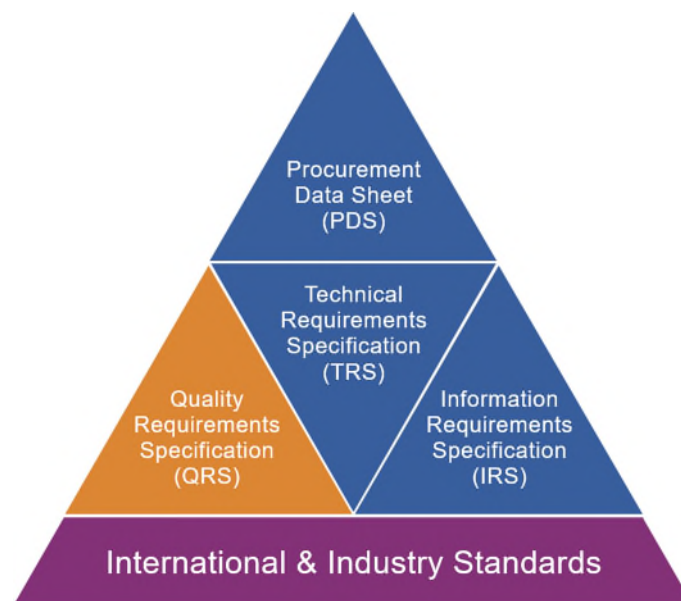 Procurement
Data Sheet
(PDS)
Technical
Requirements
Specification
(TRS)
Quality
Requirements
Specification
(QRS)
Information
Requirements
Specification
(IRS)
International & Industry Standards